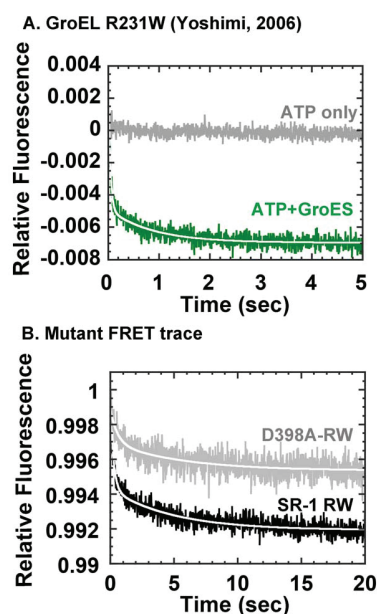 A. GroEL R231W (Yoshimi, 2006)
Relative Fluorescence
0.004
0.002
0
-0.002
-0.004
-0.006
-0.008
ATP only
ATP+GroES
0 1 2 3 4 5
Time (sec)
B. Mutant FRET trace
Relative Fluorescence
1
0.998
0.996
0.994
0.992
0.99
D398A-RW
SR-1 RW
0 5 10 15 20
Time (sec)